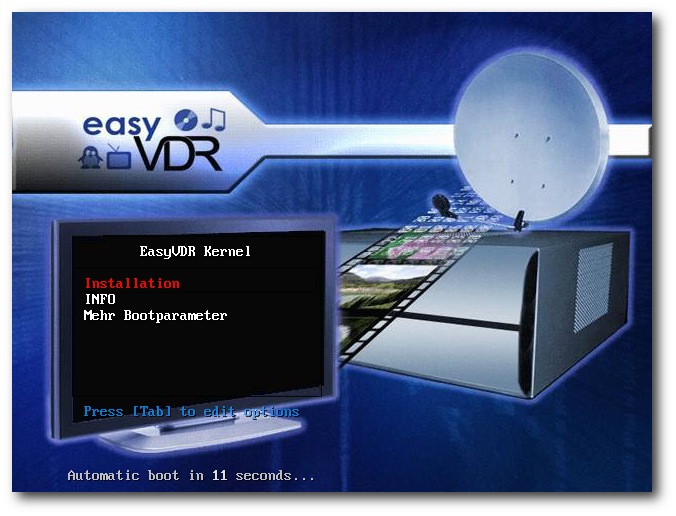 easy
VDR
EasyVDR Kernel
Installation
INFO
Mehr Bootparameter
Press [Tab] to edit options
Automatic boot in 11 seconds...